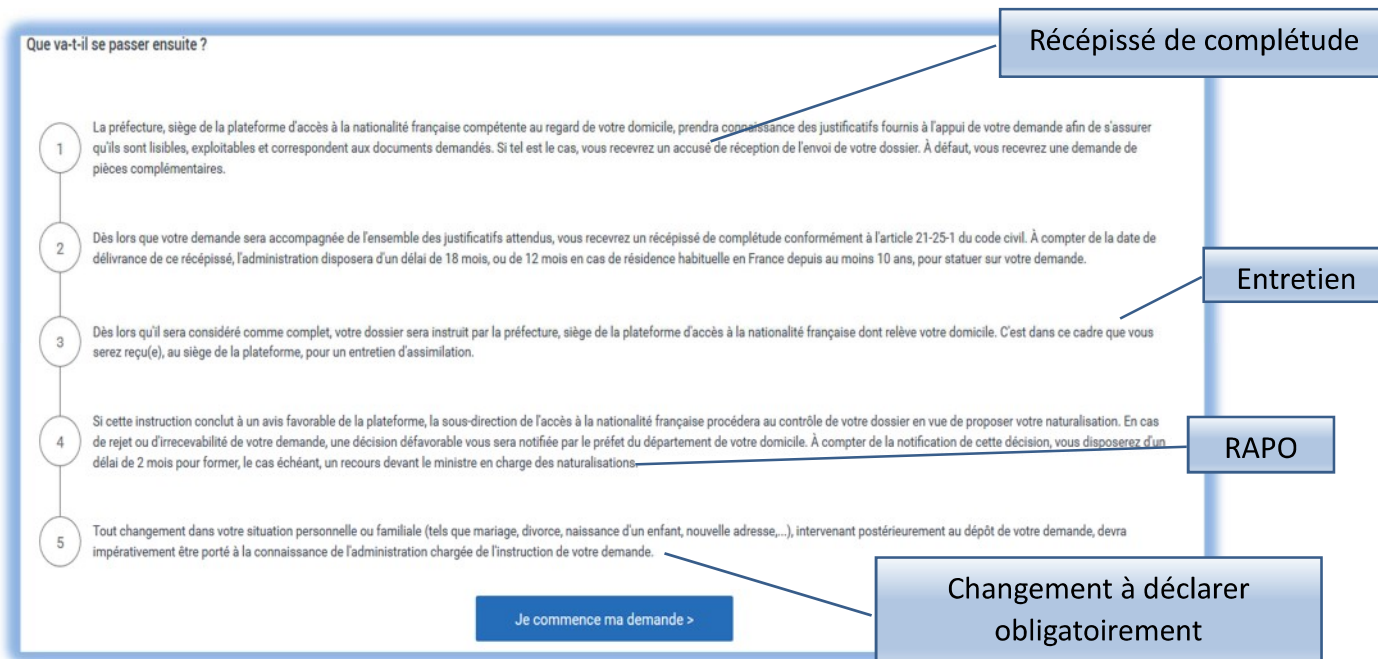 Récépissé de complétude
Que va-t-il se passer ensuite ?
1
La préfecture, siège de la plateforme d'accès à la nationalité française compétente au regard de votre domicile, prendra connaissance des justificatifs fournis à l'appui de votre demande afin de s'assurer
qu'ils sont lisibles, exploitables et correspondent aux documents demandés. Si tel est le cas, vous recevrez un accusé de réception de l'envoi de votre dossier. À défaut, vous recevrez une demande de
pièces complémentaires.
2
Dès lors que votre demande sera accompagnée de l'ensemble des justificatifs attendus, vous recevrez un récépissé de complétude conformément à l'article 21-25-1 du code civil. À compter de la date de
délivrance de ce récépissé, l'administration disposera d'un délai de 18 mois, ou de 12 mois en cas de résidence habituelle en France depuis au moins 10 ans, pour statuer sur votre demande.
Entretien
3
Dès lors qu'il sera considéré comme complet, votre dossier sera instruit par la préfecture, siège de la plateforme d'accès à la nationalité française dont relève votre domicile. C'est dans ce cadre que vous
serez reçu(e), au siège de la plateforme, pour un entretien d'assimilation.
4
Si cette instruction conclut à un avis favorable de la plateforme, la sous-direction de l'accès à la nationalité française procédera au contrôle de votre dossier en vue de proposer votre naturalisation. En cas
de rejet ou d'irrecevabilité de votre demande, une décision défavorable vous sera notifiée par le préfet du département de votre domicile. À compter de la notification de cette décision, vous disposerez d'un
délai de 2 mois pour former, le cas échéant, un recours devant le ministre en charge des naturalisations.
RAPO
5
Tout changement dans votre situation personnelle ou familiale (tels que mariage, divorce, naissance d'un enfant, nouvelle adresse,...), intervenant postérieurement au dépôt de votre demande, devra
impérativement être porté à la connaissance de l'administration chargée de l'instruction de votre demande.
Changement à déclarer
obligatoirement
Je commence ma demande >